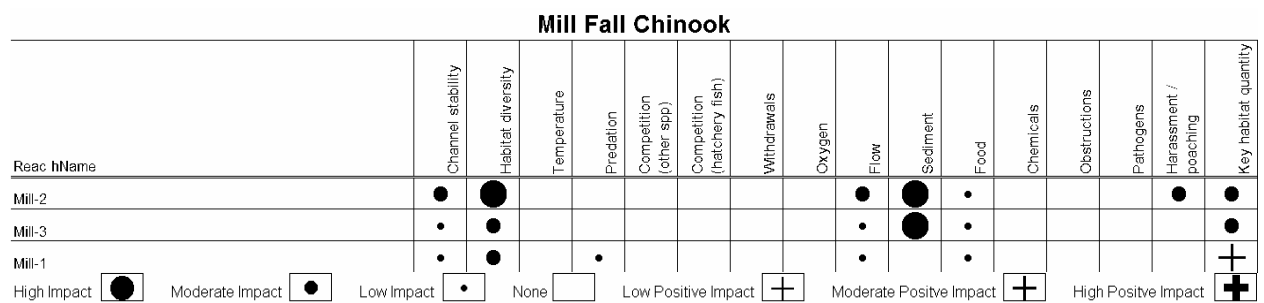 Mill Fall Chinook
Reac hName
Channel stability
Habitat diversity
Temperature
Predation
Competition
(other spp)
Competition
(hatchery fish)
Withdrawals
Oxygen
Flow
Sediment
Food
Chemicals
Obstructions
Pathogens
Harassment /
poaching
Key habitat quantity
Mill-2
Mill-3
Mill-1
High Impact Moderate Impact Low Impact None Low Positive Impact Moderate Positve Impact High Positve Impact